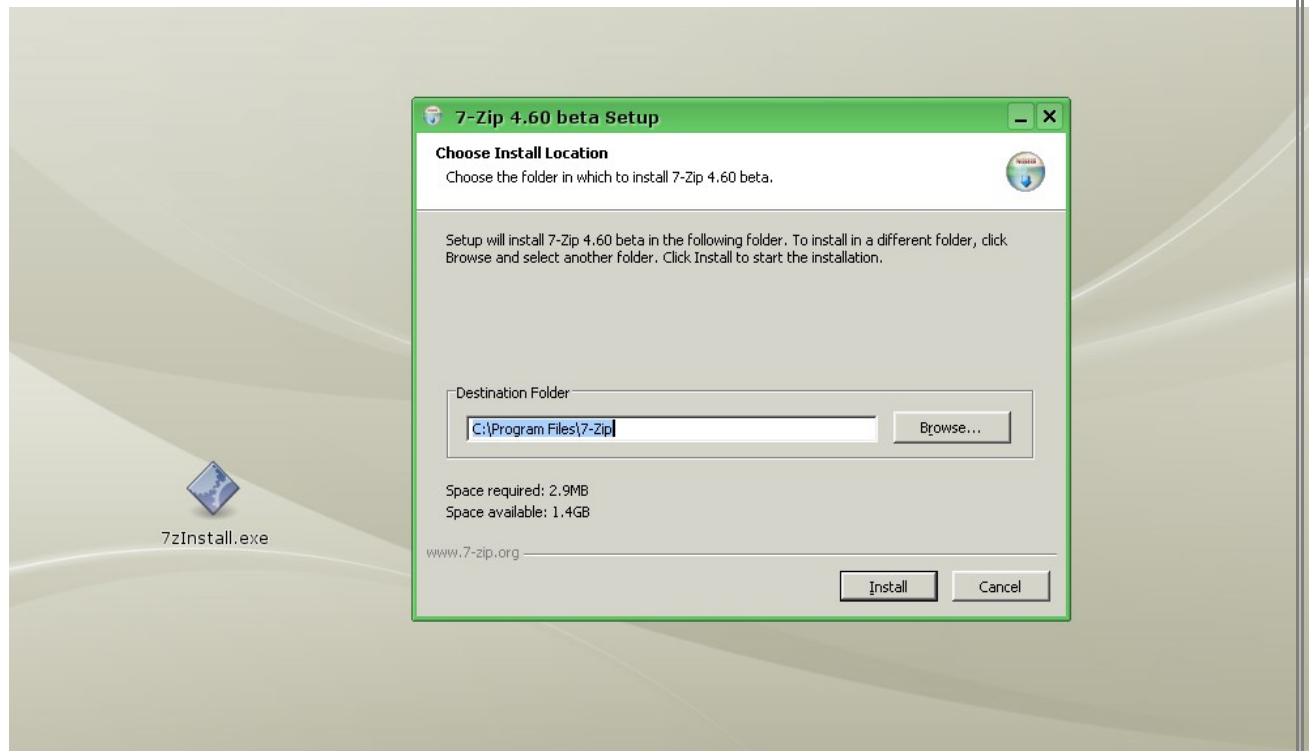 7-Zip 4.60 beta Setup
Choose Install Location
Choose the folder in which to install 7-Zip 4.60 beta.
Setup will install 7-Zip 4.60 beta in the following folder. To install in a different folder, click
Browse and select another folder. Click Install to start the installation.
Destination Folder
C:\Program Files\7-Zip
Browse...
Space required: 2.9MB
Space available: 1.4GB
7zInstall.exe
www.7-zip.org
Install
Cancel